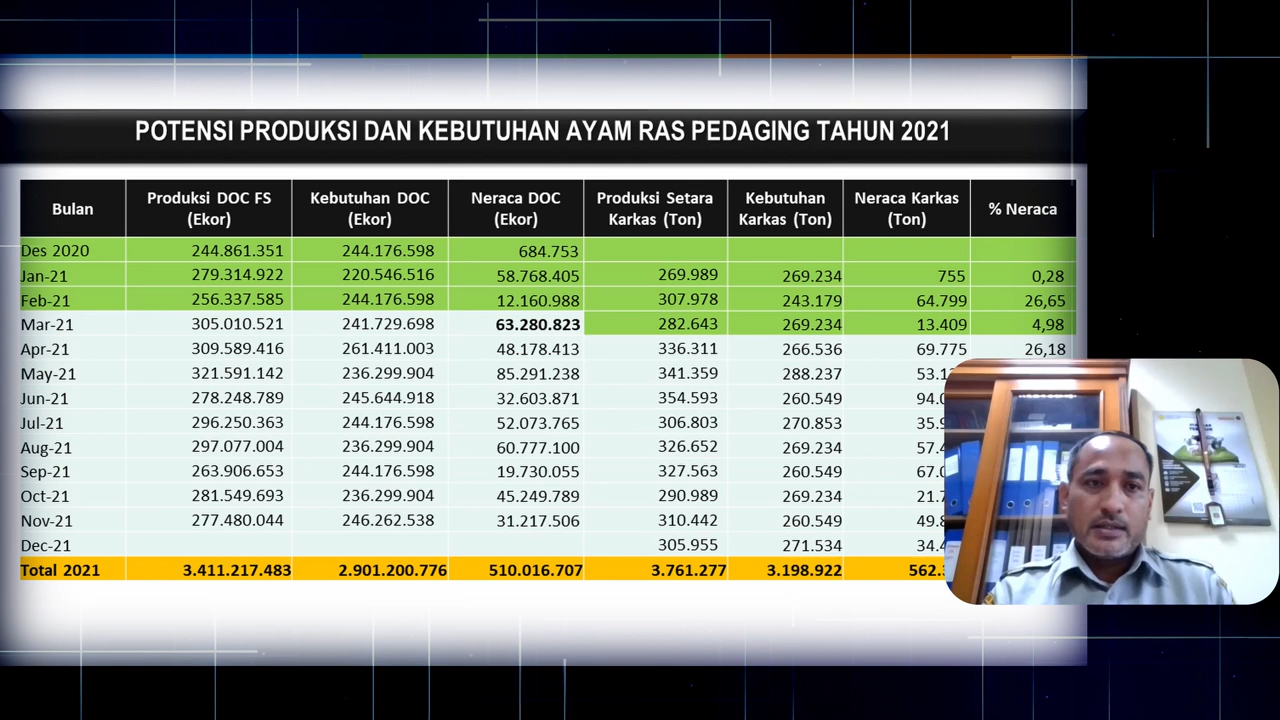 POTENSI PRODUKSI DAN KEBUTUHAN AYAM RAS PEDAGING TAHUN 2021
Bulan Produksi DOC FS (Ekor) Kebutuhan DOC (Ekor) Neraca DOC (Ekor) Produksi Setara Karkas (Ton) Kebutuhan Karkas (Ton) Neraca Karkas (Ton) % Neraca
Des 2020 244.861.351 244.176.598 684.753
Jan-21 279.314.922 220.546.516 58.768.405 269.989 269.234 755 0,28
Feb-21 256.337.585 244.176.598 12.160.988 307.978 243.179 64.799 26,65
Mar-21 305.010.521 241.729.698 63.280.823 282.643 269.234 13.409 4,98
Apr-21 309.589.416 261.411.003 48.178.413 336.311 266.536 69.775 26,18
May-21 321.591.142 236.299.904 85.291.238 341.359 288.237
Jun-21 278.248.789 245.644.918 32.603.871 354.593 260.549
Jul-21 296.250.363 244.176.598 52.073.765 306.803 270.853
Aug-21 297.077.004 236.299.904 60.777.100 326.652 269.234
Sep-21 263.906.653 244.176.598 19.730.055 327.563 260.549
Oct-21 281.549.693 236.299.904 45.249.789 290.989 269.234
Nov-21 277.480.044 246.262.538 31.217.506 310.442 260.549
Dec-21 305.955 271.534
Total 2021 3.411.217.483 2.901.200.776 510.016.707 3.761.277 3.198.922